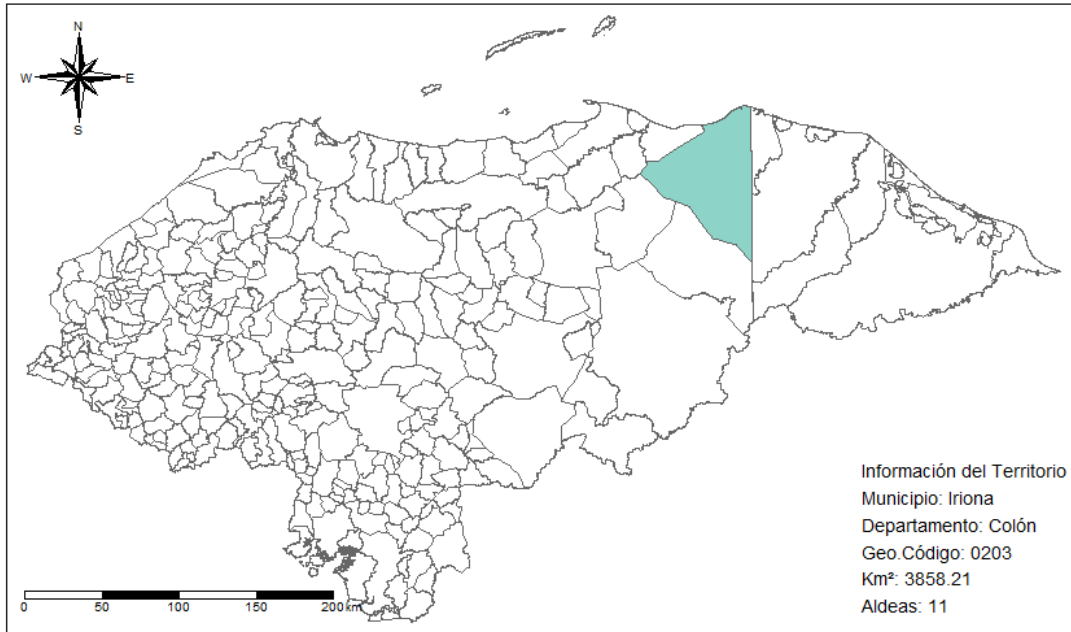 N
W E
S
Información del Territorio
Municipio: Iriona
Departamento: Colón
Geo.Código: 0203
Km²: 3858.21
Aldeas: 11
0 50 100 150 200 km